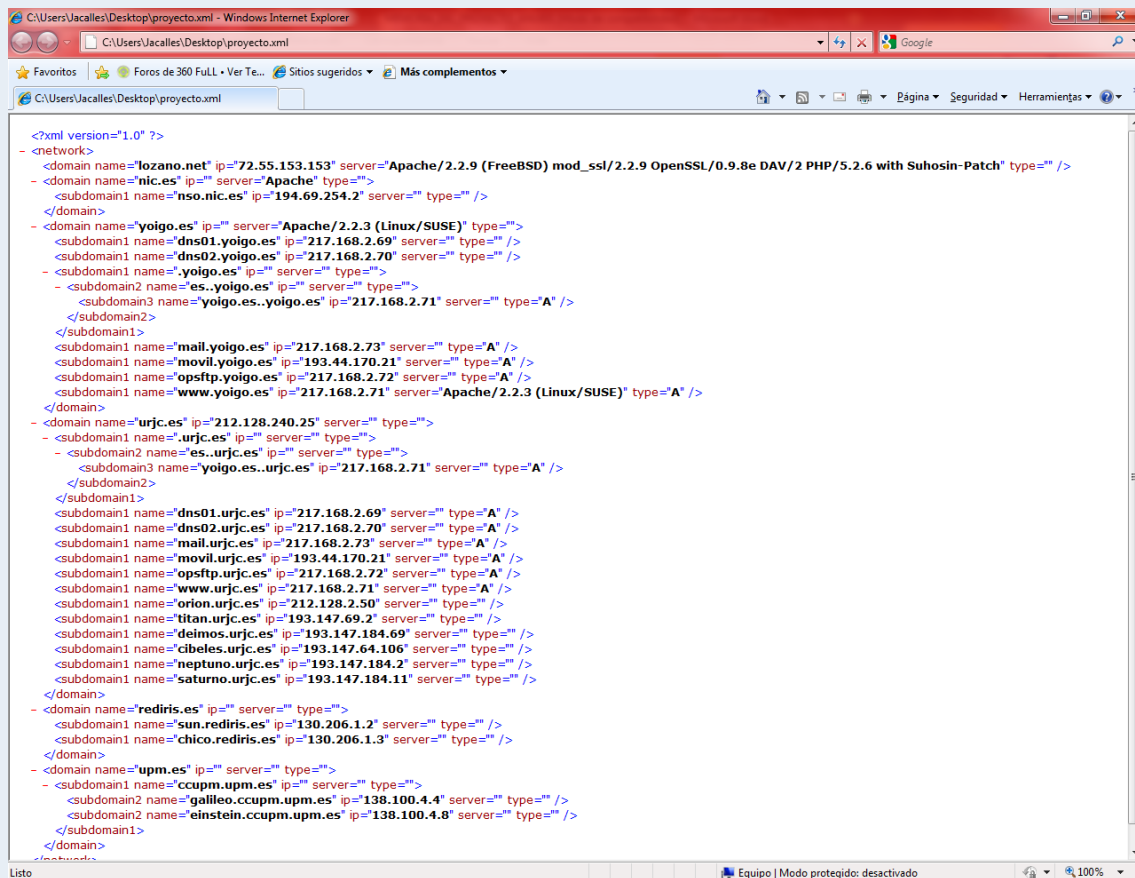 C:\Users\Jacalles\Desktop\proyecto.xml - Windows Internet Explorer
C:\Users\Jacalles\Desktop\proyecto.xml
Google
Favoritos
Foros de 360 FuLL • Ver Te...
Sitios sugeridos
Más complementos
C:\Users\Jacalles\Desktop\proyecto.xml
Página
Seguridad
Herramientas
<?xml version="1.0" ?>
- <network>
<domain name="lozano.net" ip="72.55.153.153" server="Apache/2.2.9 (FreeBSD) mod_ssl/2.2.9 OpenSSL/0.9.8e DAV/2 PHP/5.2.6 with Suhosin-Patch" type="" />
- <domain name="nic.es" ip="" server="Apache" type="">
<subdomain1 name="nso.nic.es" ip="194.69.254.2" server="" type="" />
</domain>
- <domain name="yoigo.es" ip="" server="Apache/2.2.3 (Linux/SUSE)" type="">
<subdomain1 name="dns01.yoigo.es" ip="217.168.2.69" server="" type="" />
<subdomain1 name="dns02.yoigo.es" ip="217.168.2.70" server="" type="" />
- <subdomain1 name=".yoigo.es" ip="" server="" type="">
- <subdomain2 name="es..yoigo.es" ip="" server="" type="">
<subdomain3 name="yoigo.es..yoigo.es" ip="217.168.2.71" server="" type="A" />
</subdomain2>
</subdomain1>
<subdomain1 name="mail.yoigo.es" ip="217.168.2.73" server="" type="A" />
<subdomain1 name="movil.yoigo.es" ip="193.44.170.21" server="" type="A" />
<subdomain1 name="opsftp.yoigo.es" ip="217.168.2.72" server="" type="A" />
<subdomain1 name="www.yoigo.es" ip="217.168.2.71" server="Apache/2.2.3 (Linux/SUSE)" type="A" />
</domain>
- <domain name="urjc.es" ip="212.128.240.25" server="" type="">
- <subdomain1 name=".urjc.es" ip="" server="" type="">
- <subdomain2 name="es..urjc.es" ip="" server="" type="">
<subdomain3 name="yoigo.es..urjc.es" ip="217.168.2.71" server="" type="A" />
</subdomain2>
</subdomain1>
<subdomain1 name="dns01.urjc.es" ip="217.168.2.69" server="" type="A" />
<subdomain1 name="dns02.urjc.es" ip="217.168.2.70" server="" type="A" />
<subdomain1 name="mail.urjc.es" ip="217.168.2.73" server="" type="A" />
<subdomain1 name="movil.urjc.es" ip="193.44.170.21" server="" type="A" />
<subdomain1 name="opsftp.urjc.es" ip="217.168.2.72" server="" type="A" />
<subdomain1 name="www.urjc.es" ip="217.168.2.71" server="" type="A" />
<subdomain1 name="orion.urjc.es" ip="212.128.2.50" server="" type="" />
<subdomain1 name="titan.urjc.es" ip="193.147.69.2" server="" type="" />
<subdomain1 name="deimos.urjc.es" ip="193.147.184.69" server="" type="" />
<subdomain1 name="cibeles.urjc.es" ip="193.147.64.106" server="" type="" />
<subdomain1 name="neptuno.urjc.es" ip="193.147.184.2" server="" type="" />
<subdomain1 name="saturno.urjc.es" ip="193.147.184.11" server="" type="" />
</domain>
- <domain name="rediris.es" ip="" server="" type="">
<subdomain1 name="sun.rediris.es" ip="130.206.1.2" server="" type="" />
<subdomain1 name="chico.rediris.es" ip="130.206.1.3" server="" type="" />
</domain>
- <domain name="upm.es" ip="" server="" type="">
- <subdomain1 name="ccupm.upm.es" ip="" server="" type="">
<subdomain2 name="galileo.ccupm.upm.es" ip="138.100.4.4" server="" type="" />
<subdomain2 name="einstein.ccupm.upm.es" ip="138.100.4.8" server="" type="" />
</subdomain1>
</domain>
</network>
Listo
Equipo | Modo protegido: desactivado
100%